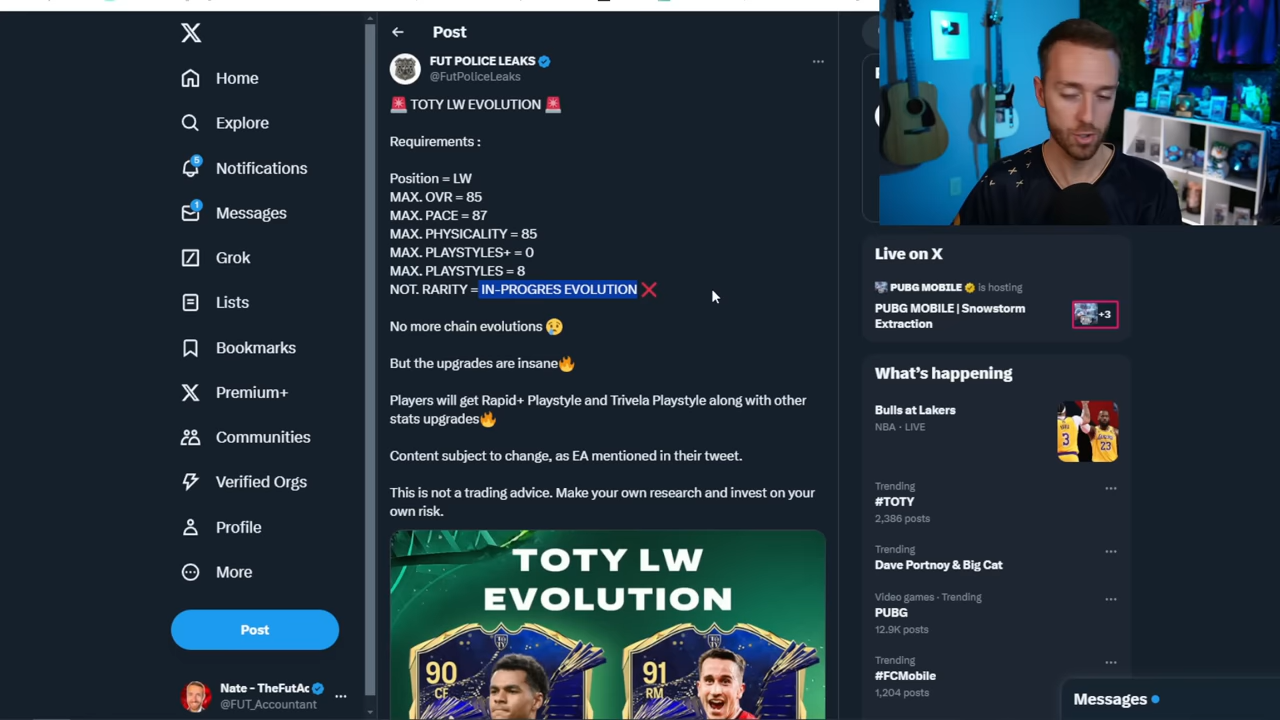 Home
Explore
5
Notifications
1
Messages
Grok
Lists
Bookmarks
Premium+
Communities
Verified Orgs
Profile
More
Post
Nate - TheFutAc
@FUT_Accountant
Post
FUT POLICE LEAKS
@FutPoliceLeaks
🚨 TOTY LW EVOLUTION 🚨
Requirements :
Position = LW
MAX. OVR = 85
MAX. PACE = 87
MAX. PHYSICALITY = 85
MAX. PLAYSTYLES+ = 0
MAX. PLAYSTYLES = 8
NOT. RARITY = IN-PROGRES EVOLUTION ❌
No more chain evolutions 😢
But the upgrades are insane🔥
Players will get Rapid+ Playstyle and Trivela Playstyle along with other
stats upgrades🔥
Content subject to change, as EA mentioned in their tweet.
This is not a trading advice. Make your own research and invest on your
own risk.
TOTY LW
EVOLUTION
90
CF
91
RM
Live on X
PUBG MOBILE is hosting
PUBG MOBILE | Snowstorm
Extraction
+3
What's happening
Bulls at Lakers
NBA · LIVE
Trending
#TOTY
2,386 posts
Trending
Dave Portnoy & Big Cat
Video games · Trending
PUBG
12.9K posts
Trending
#FCMobile
1,204 posts
Messages